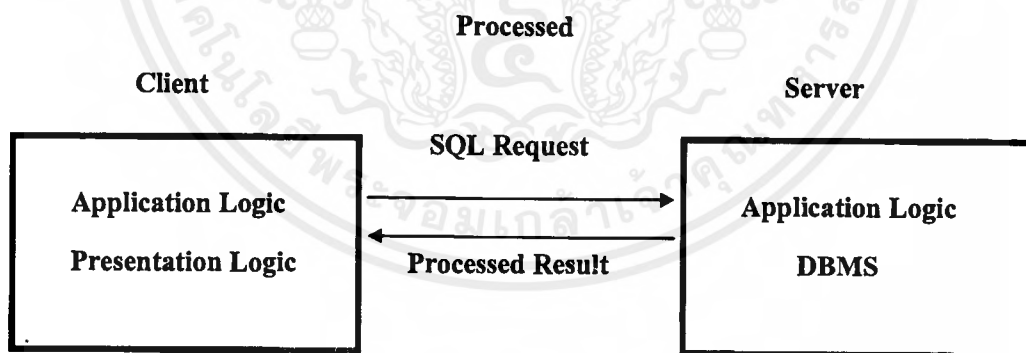 Processed
Client
Server
SQL Request
Application Logic
Application Logic
Presentation Logic
Processed Result
DBMS